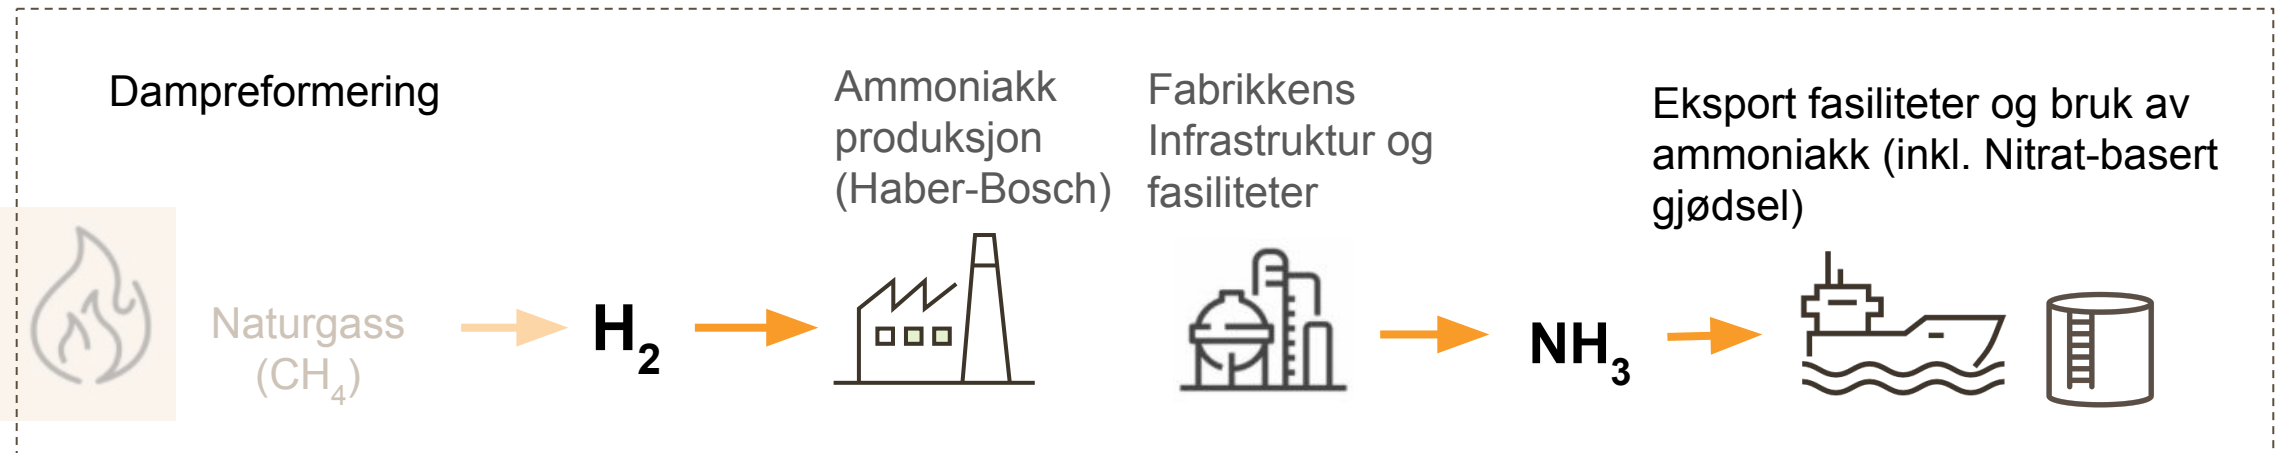 Dampreformering
Ammoniakk
produksjon
(Haber-Bosch)
Fabrikkens
Infrastruktur og
fasiliteter
Eksport fasiliteter og bruk av
ammoniakk (inkl. Nitrat-basert
gjødsel)
Naturgass
(CH₄)
H₂
NH₃